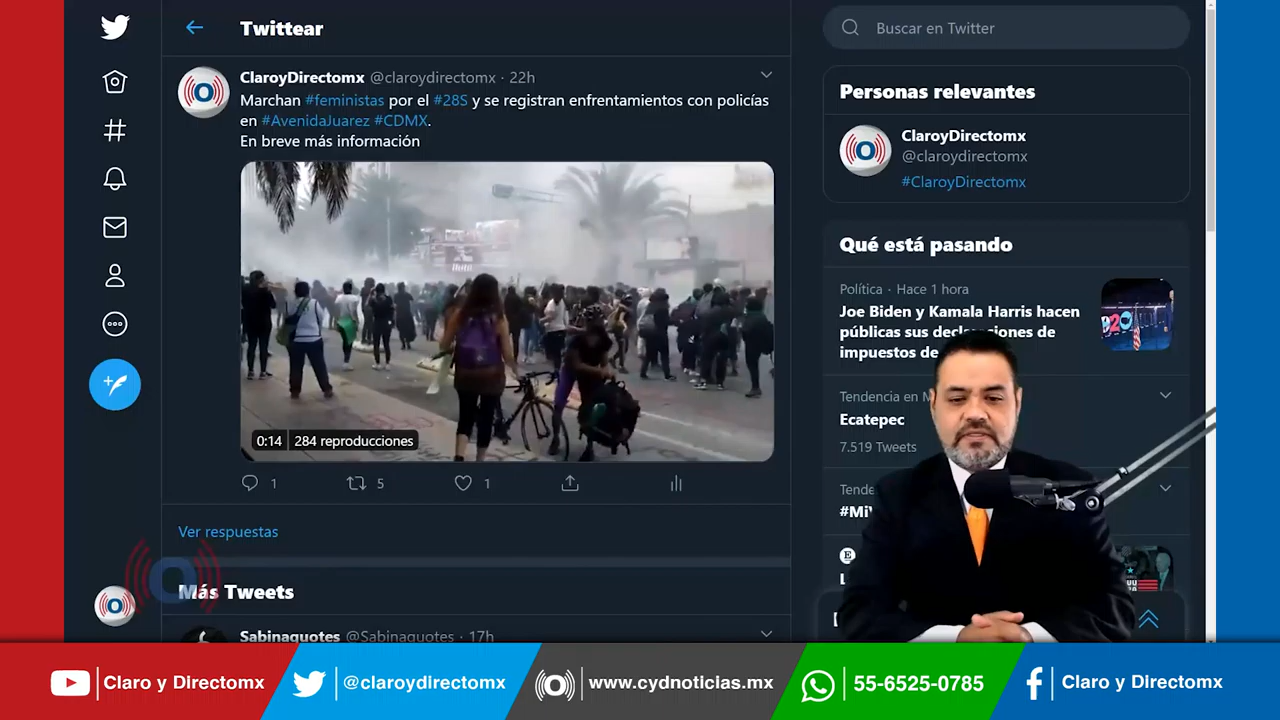 Twittear
Buscar en Twitter
ClaroyDirectomx @claroydirectomx · 22h
Marchan #feministas por el #28S y se registran enfrentamientos con policías
en #AvenidaJuarez #CDMX.
En breve más información
0:14 284 reproducciones
1 5 1
Ver respuestas
Más Tweets
Sabinaquotes @Sabinaquotes · 17h
Personas relevantes
ClaroyDirectomx
@claroydirectomx
#ClaroyDirectomx
Qué está pasando
Política · Hace 1 hora
Joe Biden y Kamala Harris hacen
públicas sus declaraciones de
impuestos de
Tendencia en M
Ecatepec
7.519 Tweets
Tende
Claro y Directomx
@claroydirectomx
www.cydnoticias.mx
55-6525-0785
Claro y Directomx